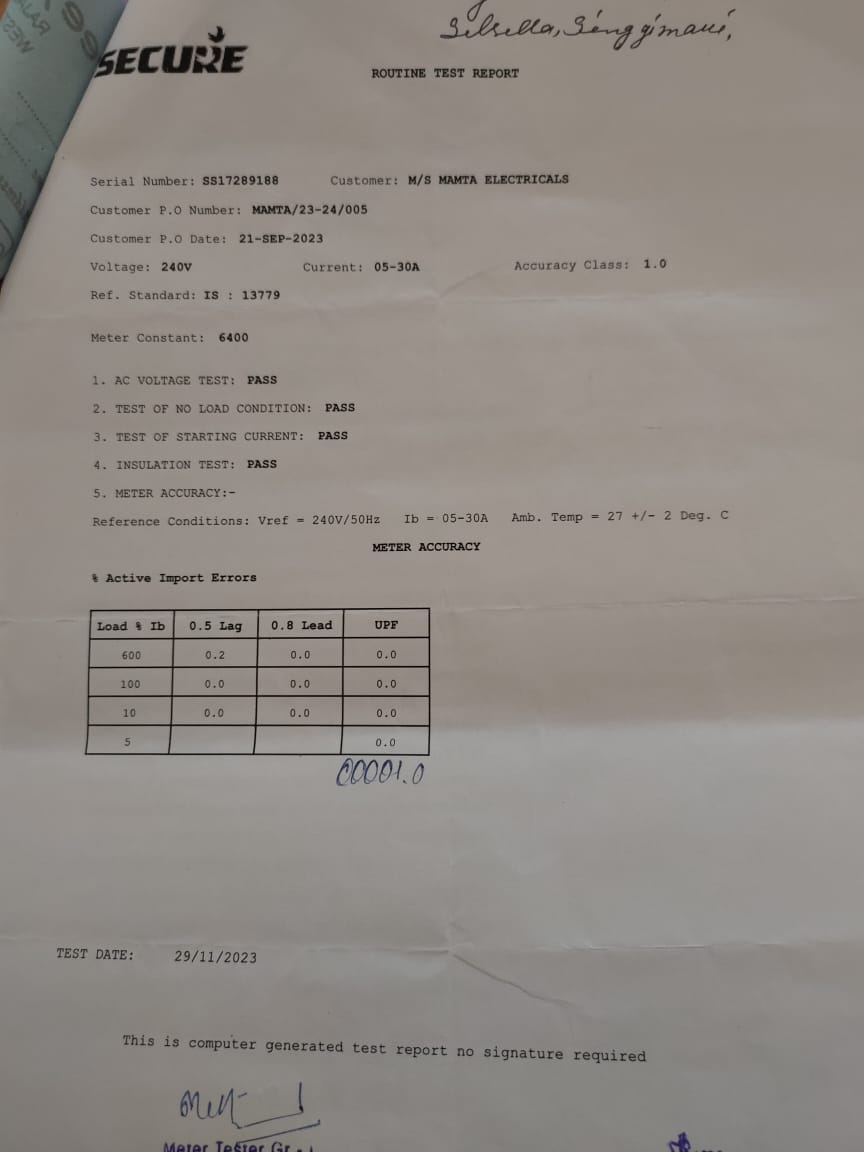 Silsella, Senggimavi,
SECURE
ROUTINE TEST REPORT
Serial Number: SS17289188 Customer: M/S MAMTA ELECTRICALS
Customer P.O Number: MAMTA/23-24/005
Customer P.O Date: 21-SEP-2023
Voltage: 240V Current: 05-30A Accuracy Class: 1.0
Ref. Standard: IS : 13779
Meter Constant: 6400
1. AC VOLTAGE TEST: PASS
2. TEST OF NO LOAD CONDITION: PASS
3. TEST OF STARTING CURRENT: PASS
4. INSULATION TEST: PASS
5. METER ACCURACY:-
Reference Conditions: Vref = 240V/50Hz Ib = 05-30A Amb. Temp = 27 +/- 2 Deg. C
METER ACCURACY
% Active Import Errors
Load % Ib 0.5 Lag 0.8 Lead UPF
600 0.2 0.0 0.0
100 0.0 0.0 0.0
10 0.0 0.0 0.0
5 0.0
00001.0
TEST DATE: 29/11/2023
This is computer generated test report no signature required
Meter Tester Gr